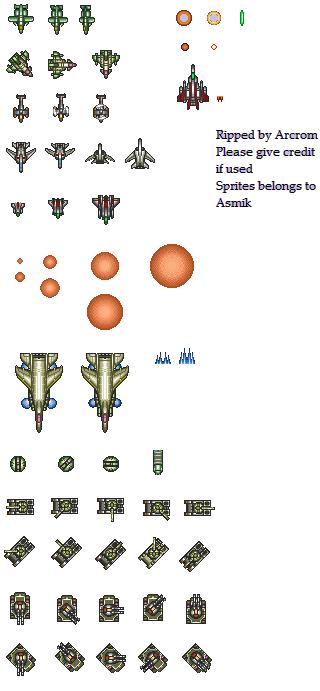 Ripped by Arcrom
Please give credit
if used
Sprites belongs to
Asmik